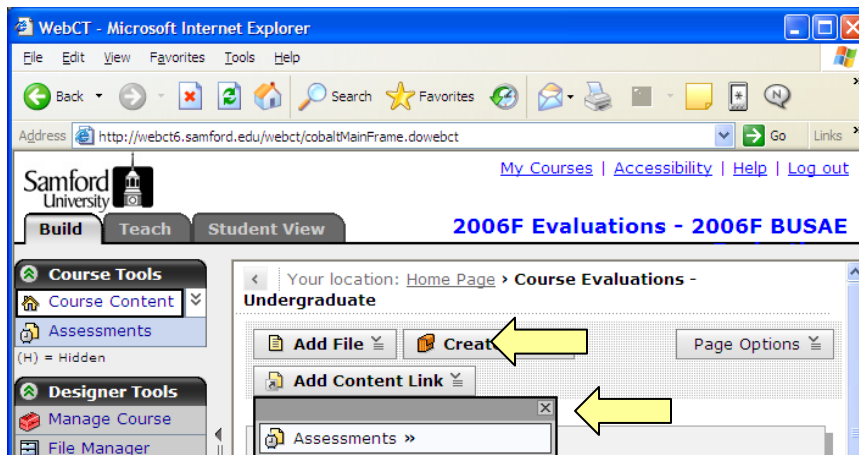 WebCT - Microsoft Internet Explorer
File Edit View Favorites Tools Help
Back Search Favorites
Address http://webct6.samford.edu/webct/cobaltMainFrame.dowebct Go Links »
Samford
University
My Courses | Accessibility | Help | Log out
Build Teach Student View
2006F Evaluations - 2006F BUSAE
Course Tools
Course Content
Assessments
(H) = Hidden
Designer Tools
Manage Course
File Manager
Your location: Home Page › Course Evaluations -
Undergraduate
Add File Page Options
Add Content Link
Assessments »